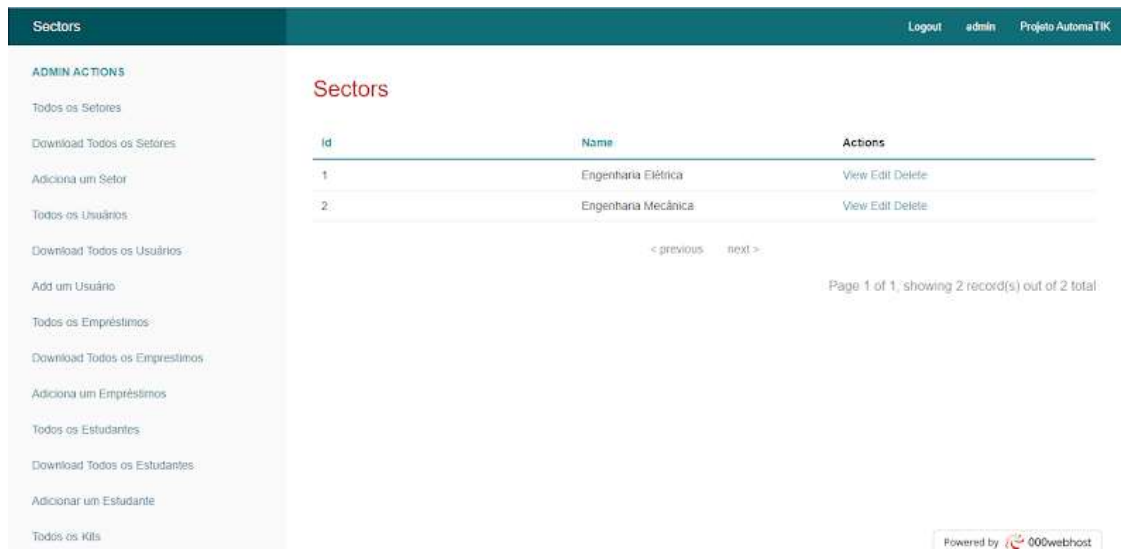 Sectors
Logout admin Projeto AutomaTIK
ADMIN ACTIONS
Todos os Setores
Download Todos os Setores
Adiciona um Setor
Todos os Usuários
Download Todos os Usuários
Add um Usuário
Todos os Empréstimos
Download Todos os Emprestimos
Adiciona um Empréstimos
Todos os Estudantes
Download Todos os Estudantes
Adicionar um Estudante
Todos os Kits
Sectors
Id Name Actions
1 Engenharia Elétrica View Edit Delete
2 Engenharia Mecânica View Edit Delete
< previous next >
Page 1 of 1, showing 2 record(s) out of 2 total
Powered by 000webhost